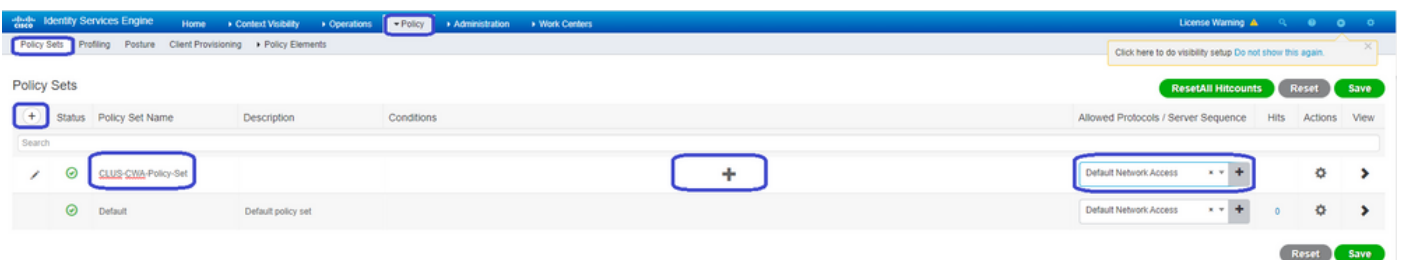 cisco Identity Services Engine Home Context Visibility Operations Policy Administration Work Centers License Warning
Policy Sets Profiling Posture Client Provisioning Policy Elements
Click here to do visibility setup Do not show this again.
Policy Sets
ResetAll Hitcounts Reset Save
+ Status Policy Set Name Description Conditions Allowed Protocols / Server Sequence Hits Actions View
Search
CLUS-CWA-Policy-Set + Default Network Access × +
Default Default policy set Default Network Access × + 0
Reset Save